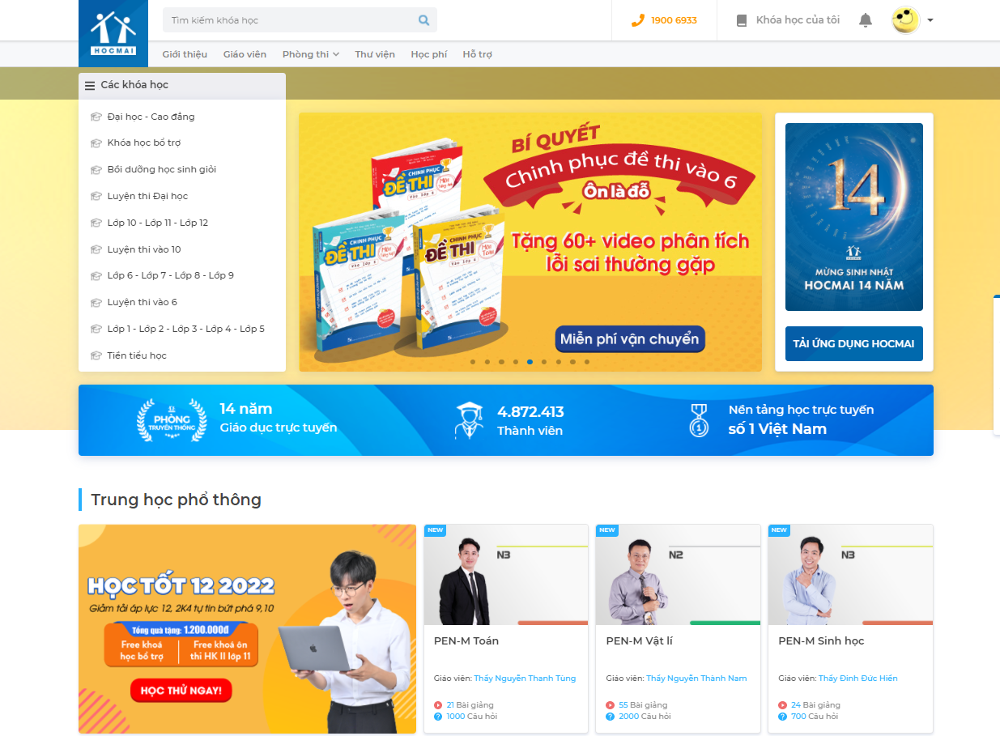 HOCMAI
Tìm kiếm khóa học
1900 6933
Khóa học của tôi
Giới thiệu
Giáo viên
Phòng thi
Thư viện
Học phí
Hỗ trợ
Các khóa học
Đại học - Cao đẳng
Khóa học bổ trợ
Bồi dưỡng học sinh giỏi
Luyện thi Đại học
Lớp 10 - Lớp 11 - Lớp 12
Luyện thi vào 10
Lớp 6 - Lớp 7 - Lớp 8 - Lớp 9
Luyện thi vào 6
Lớp 1 - Lớp 2 - Lớp 3 - Lớp 4 - Lớp 5
Tiền tiểu học
CHINH PHỤC
ĐỀ THI
Vào lớp 6
CHINH PHỤC
ĐỀ THI
Vào lớp 6
CHINH PHỤC
ĐỀ THI
Môn Toán
Vào lớp 6
BÍ QUYẾT
Chinh phục đề thi vào 6
Ôn là đỗ
Tặng 60+ video phân tích
lỗi sai thường gặp
Miễn phí vận chuyển
14
HOCMAI
MỪNG SINH NHẬT
HOCMAI 14 NĂM
TẢI ỨNG DỤNG HOCMAI
PHÒNG
TRUYỀN THỐNG
14 năm
Giáo dục trực tuyến
4.872.413
Thành viên
1
Nền tảng học trực tuyến
số 1 Việt Nam
Trung học phổ thông
HỌC TỐT 12 2022
Giảm tải áp lực 12, 2K4 tự tin bứt phá 9,10
Tổng quà tặng: 1.200.000đ
Free khoá
học bổ trợ
Free khoá ôn
thi HK II lớp 11
HỌC THỬ NGAY!
NEW
N3
PEN-M Toán
Giáo viên: Thầy Nguyễn Thanh Tùng
21 Bài giảng
1000 Câu hỏi
NEW
N2
PEN-M Vật lí
Giáo viên: Thầy Nguyễn Thành Nam
55 Bài giảng
2000 Câu hỏi
NEW
N3
PEN-M Sinh học
Giáo viên: Thầy Đinh Đức Hiền
24 Bài giảng
700 Câu hỏi